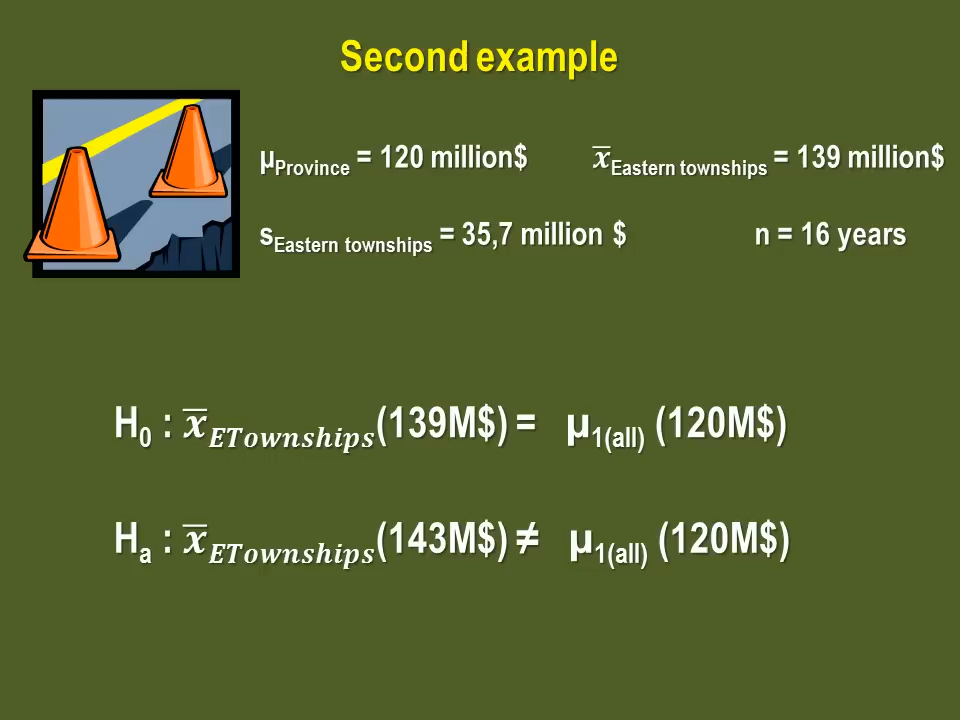 Second example
μProvince = 120 million$ x̅Eastern townships = 139 million$
sEastern townships = 35,7 million $ n = 16 years
H0 : x̅ETownships(139M$) = μ1(all) (120M$)
Ha : x̅ETownships(143M$) ≠ μ1(all) (120M$)